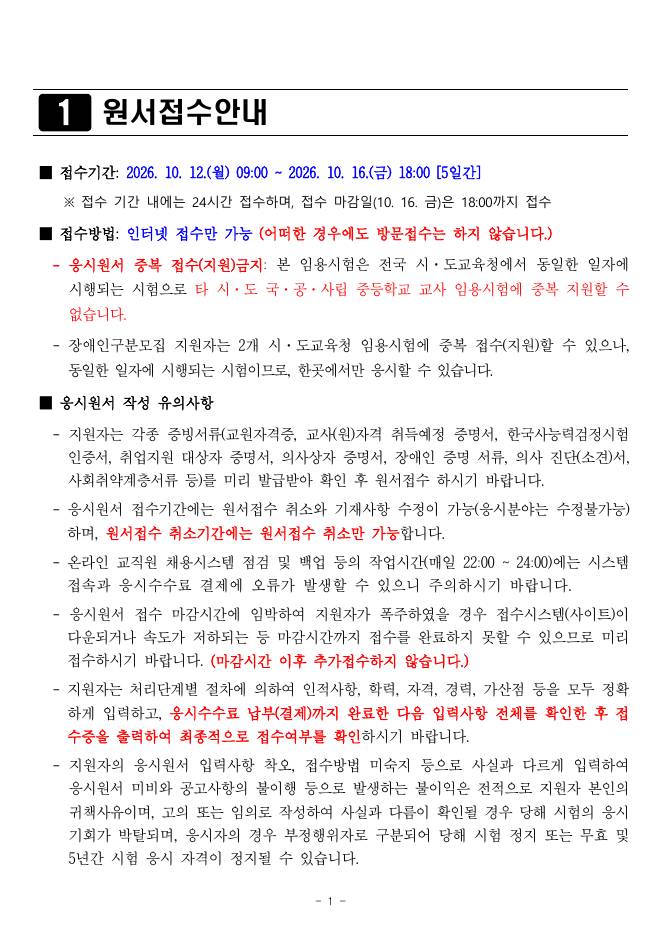 1 원서접수안내
■ 접수기간: 2026. 10. 12.(월) 09:00 ~ 2026. 10. 16.(금) 18:00 [5일간]
※ 접수 기간 내에는 24시간 접수하며, 접수 마감일(10. 16. 금)은 18:00까지 접수
■ 접수방법: 인터넷 접수만 가능 (어떠한 경우에도 방문접수는 하지 않습니다.)
- 응시원서 중복 접수(지원)금지: 본 임용시험은 전국 시・도교육청에서 동일한 일자에
시행되는 시험으로 타 시・도 국・공・사립 중등학교 교사 임용시험에 중복 지원할 수
없습니다.
- 장애인구분모집 지원자는 2개 시・도교육청 임용시험에 중복 접수(지원)할 수 있으나,
동일한 일자에 시행되는 시험이므로, 한곳에서만 응시할 수 있습니다.
■ 응시원서 작성 유의사항
- 지원자는 각종 증빙서류(교원자격증, 교사(원)자격 취득예정 증명서, 한국사능력검정시험
인증서, 취업지원 대상자 증명서, 의사상자 증명서, 장애인 증명 서류, 의사 진단(소견)서,
사회취약계층서류 등)를 미리 발급받아 확인 후 원서접수 하시기 바랍니다.
- 응시원서 접수기간에는 원서접수 취소와 기재사항 수정이 가능(응시분야는 수정불가능)
하며, 원서접수 취소기간에는 원서접수 취소만 가능합니다.
- 온라인 교직원 채용시스템 점검 및 백업 등의 작업시간(매일 22:00 ~ 24:00)에는 시스템
접속과 응시수수료 결제에 오류가 발생할 수 있으니 주의하시기 바랍니다.
- 응시원서 접수 마감시간에 임박하여 지원자가 폭주하였을 경우 접수시스템(사이트)이
다운되거나 속도가 저하되는 등 마감시간까지 접수를 완료하지 못할 수 있으므로 미리
접수하시기 바랍니다. (마감시간 이후 추가접수하지 않습니다.)
- 지원자는 처리단계별 절차에 의하여 인적사항, 학력, 자격, 경력, 가산점 등을 모두 정확
하게 입력하고, 응시수수료 납부(결제)까지 완료한 다음 입력사항 전체를 확인한 후 접
수증을 출력하여 최종적으로 접수여부를 확인하시기 바랍니다.
- 지원자의 응시원서 입력사항 착오, 접수방법 미숙지 등으로 사실과 다르게 입력하여
응시원서 미비와 공고사항의 불이행 등으로 발생하는 불이익은 전적으로 지원자 본인의
귀책사유이며, 고의 또는 임의로 작성하여 사실과 다름이 확인될 경우 당해 시험의 응시
기회가 박탈되며, 응시자의 경우 부정행위자로 구분되어 당해 시험 정지 또는 무효 및
5년간 시험 응시 자격이 정지될 수 있습니다.
- 1 -